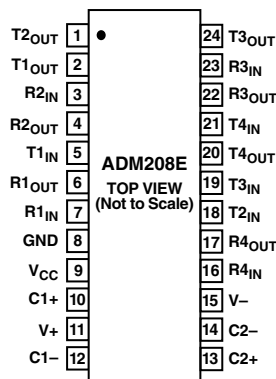 T2OUT 1 24 T3OUT
T1OUT 2 23 R3IN
R2IN 3 22 R3OUT
R2OUT 4 21 T4IN
T1IN 5 20 T4OUT
ADM208E
R1OUT 6 19 T3IN
TOP VIEW
R1IN 7 (Not to Scale) 18 T2IN
GND 8 17 R4OUT
VCC 9 16 R4IN
C1+ 10 15 V–
V+ 11 14 C2–
C1– 12 13 C2+